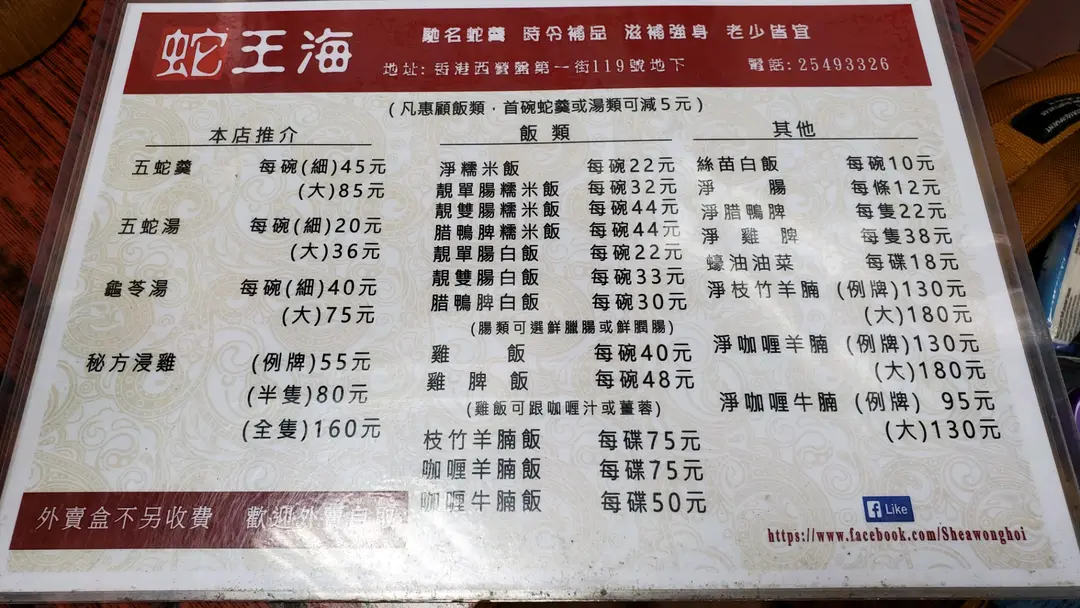 蛇王海
馳名蛇羹 時令補品 滋補強身 老少皆宜
地址: 香港西營盤第一街119號地下 電話: 25493326
(凡惠顧飯類，首碗蛇羹或湯類可減5元)
本店推介
五蛇羹 每碗(細)45元
(大)85元
五蛇湯 每碗(細)20元
(大)36元
龜苓湯 每碗(細)40元
(大)75元
秘方浸雞 (例牌)55元
(半隻)80元
(全隻)160元
飯類
淨糯米飯 每碗22元
靚單腸糯米飯 每碗32元
靚雙腸糯米飯 每碗44元
腊鴨脾糯米飯 每碗44元
靚單腸白飯 每碗22元
靚雙腸白飯 每碗33元
腊鴨脾白飯 每碗30元
(腸類可選鮮臘腸或鮮膶腸)
雞飯 每碗40元
雞脾飯 每碗48元
(雞飯可跟咖喱汁或薑蓉)
枝竹羊腩飯 每碟75元
咖喱羊腩飯 每碟75元
咖喱牛腩飯 每碟50元
其他
絲苗白飯 每碗10元
淨腸 每條12元
淨腊鴨脾 每隻22元
淨雞脾 每隻38元
蠔油油菜 每碟18元
淨枝竹羊腩 (例牌)130元
(大)180元
淨咖喱羊腩 (例牌)130元
(大)180元
淨咖喱牛腩 (例牌) 95元
(大)130元
外賣盒不另收費 歡迎外賣自取
f Like
https://www.facebook.com/Sheawonghoi